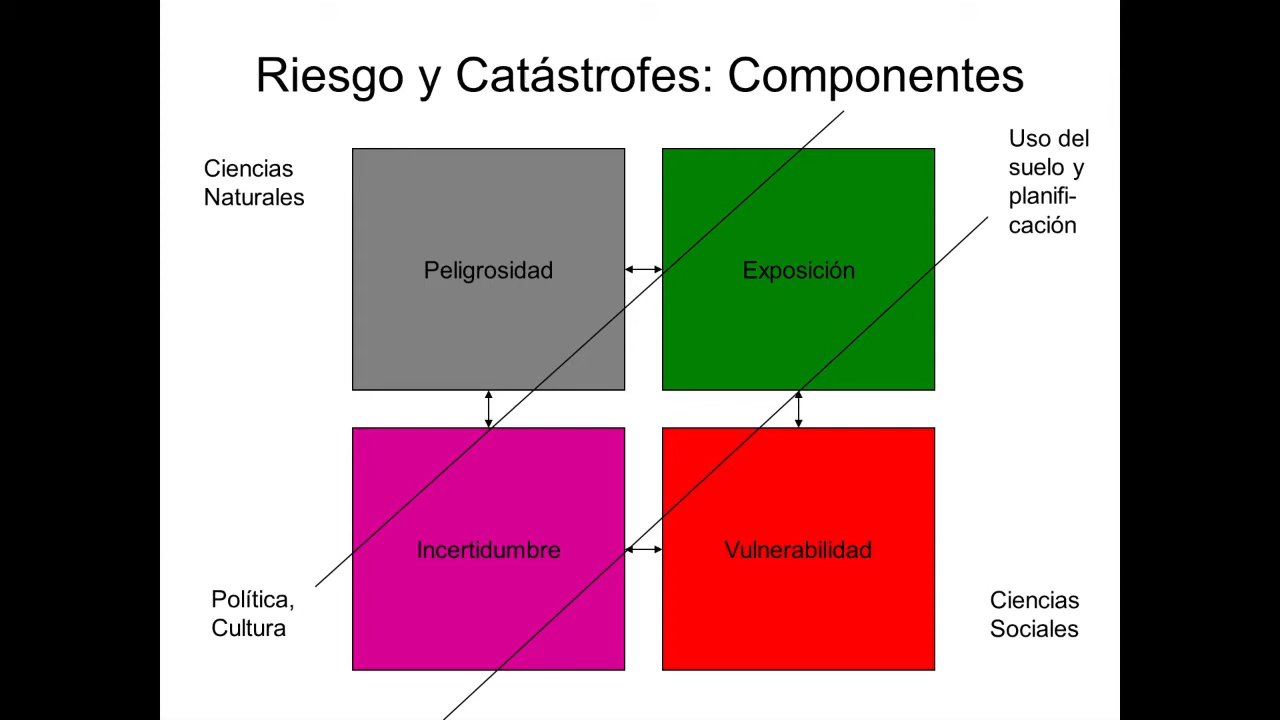 Riesgo y Catástrofes: Componentes
Ciencias
Naturales
Uso del
suelo y
planifi-
cación
Peligrosidad
Exposición
Incertidumbre
Vulnerabilidad
Política,
Cultura
Ciencias
Sociales